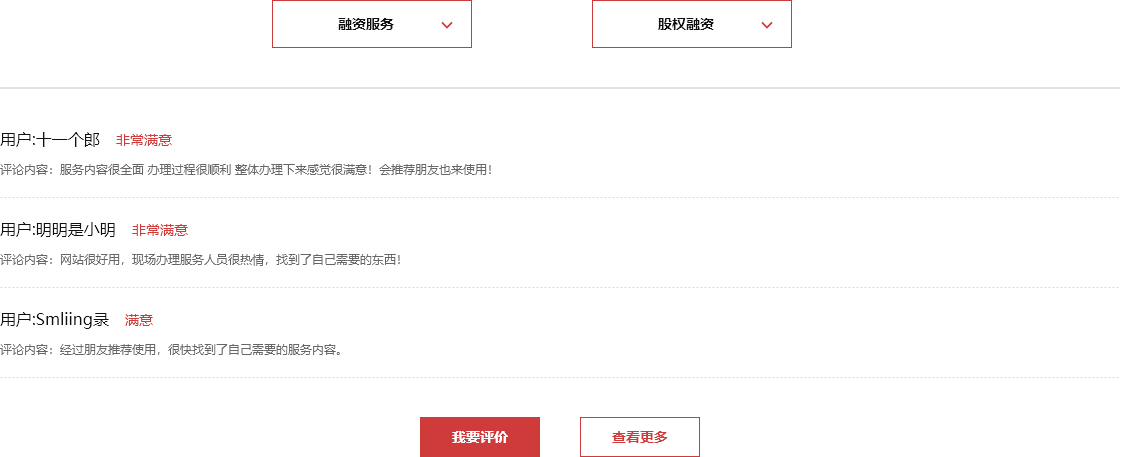 融资服务 股权融资
用户:十一个郎 非常满意
评论内容：服务内容很全面 办理过程很顺利 整体办理下来感觉很满意！会推荐朋友也来使用！
用户:明明是小明 非常满意
评论内容：网站很好用，现场办理服务人员很热情，找到了自己需要的东西！
用户:Smliing录 满意
评论内容：经过朋友推荐使用，很快找到了自己需要的服务内容。
我要评价 查看更多